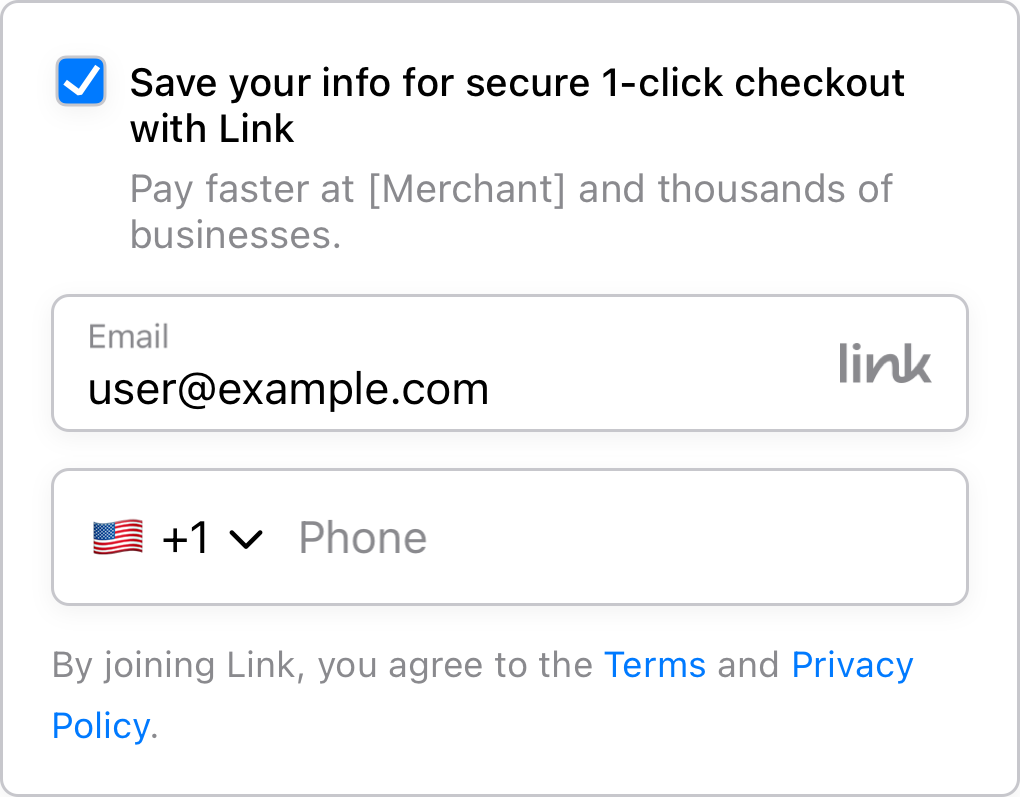 Save your info for secure 1-click checkout
with Link
Pay faster at [Merchant] and thousands of
businesses.
Email
user@example.com
link
+1
Phone
By joining Link, you agree to the Terms and Privacy
Policy.